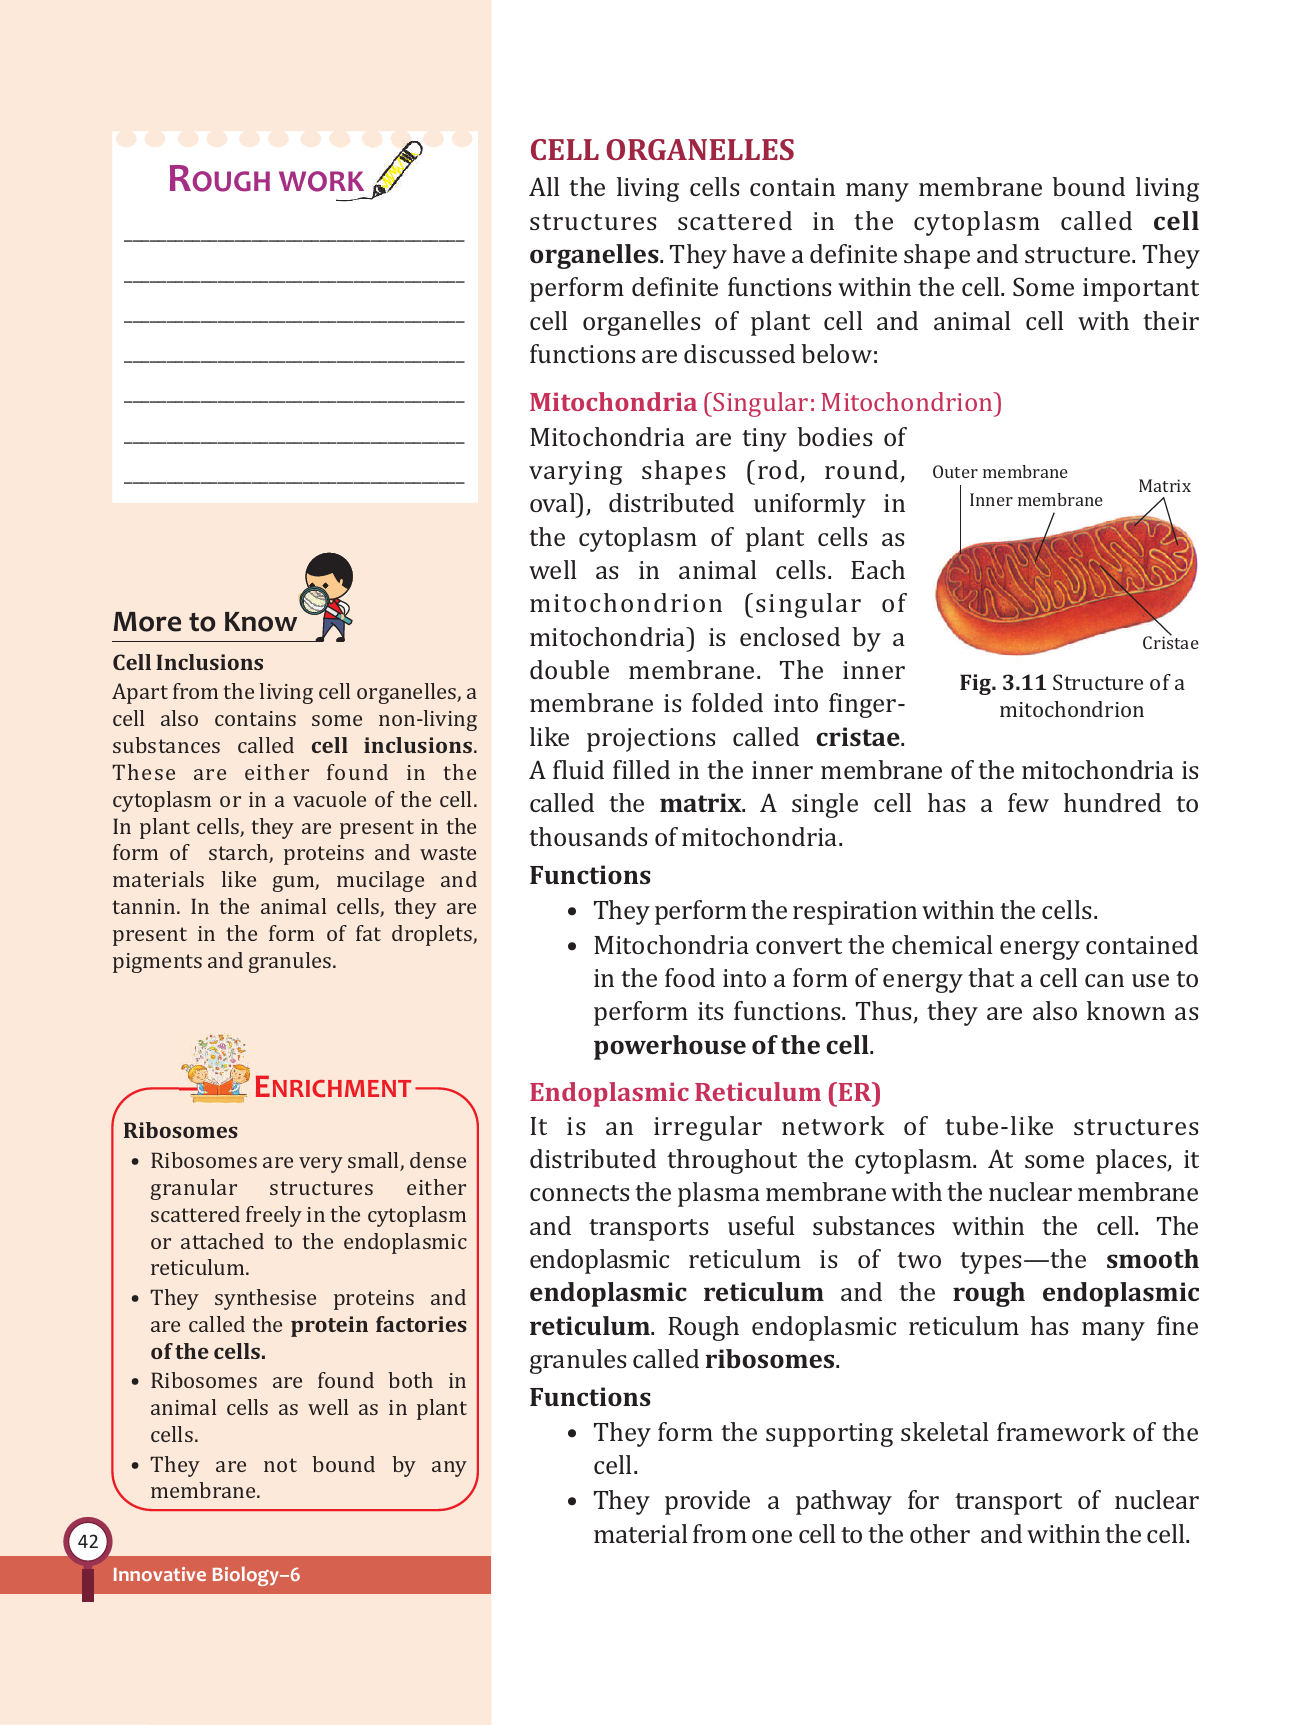 ROUGH WORK
More to Know
Cell Inclusions
Apart from the living cell organelles, a
cell also contains some non-living
substances called cell inclusions.
These are either found in the
cytoplasm or in a vacuole of the cell.
In plant cells, they are present in the
form of starch, proteins and waste
materials like gum, mucilage and
tannin. In the animal cells, they are
present in the form of fat droplets,
pigments and granules.
ENRICHMENT
Ribosomes
• Ribosomes are very small, dense
granular structures either
scattered freely in the cytoplasm
or attached to the endoplasmic
reticulum.
• They synthesise proteins and
are called the protein factories
of the cells.
• Ribosomes are found both in
animal cells as well as in plant
cells.
• They are not bound by any
membrane.
42
Innovative Biology–6
CELL ORGANELLES
All the living cells contain many membrane bound living
structures scattered in the cytoplasm called cell
organelles. They have a definite shape and structure. They
perform definite functions within the cell. Some important
cell organelles of plant cell and animal cell with their
functions are discussed below:
Mitochondria (Singular: Mitochondrion)
Mitochondria are tiny bodies of
varying shapes (rod, round,
oval), distributed uniformly in
the cytoplasm of plant cells as
well as in animal cells. Each
mitochondrion (singular of
mitochondria) is enclosed by a
double membrane. The inner
membrane is folded into finger-
like projections called cristae.
Outer membrane
Matrix
Inner membrane
Cristae
Fig. 3.11 Structure of a
mitochondrion
A fluid filled in the inner membrane of the mitochondria is
called the matrix. A single cell has a few hundred to
thousands of mitochondria.
Functions
• They perform the respiration within the cells.
• Mitochondria convert the chemical energy contained
in the food into a form of energy that a cell can use to
perform its functions. Thus, they are also known as
powerhouse of the cell.
Endoplasmic Reticulum (ER)
It is an irregular network of tube-like structures
distributed throughout the cytoplasm. At some places, it
connects the plasma membrane with the nuclear membrane
and transports useful substances within the cell. The
endoplasmic reticulum is of two types—the smooth
endoplasmic reticulum and the rough endoplasmic
reticulum. Rough endoplasmic reticulum has many fine
granules called ribosomes.
Functions
• They form the supporting skeletal framework of the
cell.
• They provide a pathway for transport of nuclear
material from one cell to the other and within the cell.